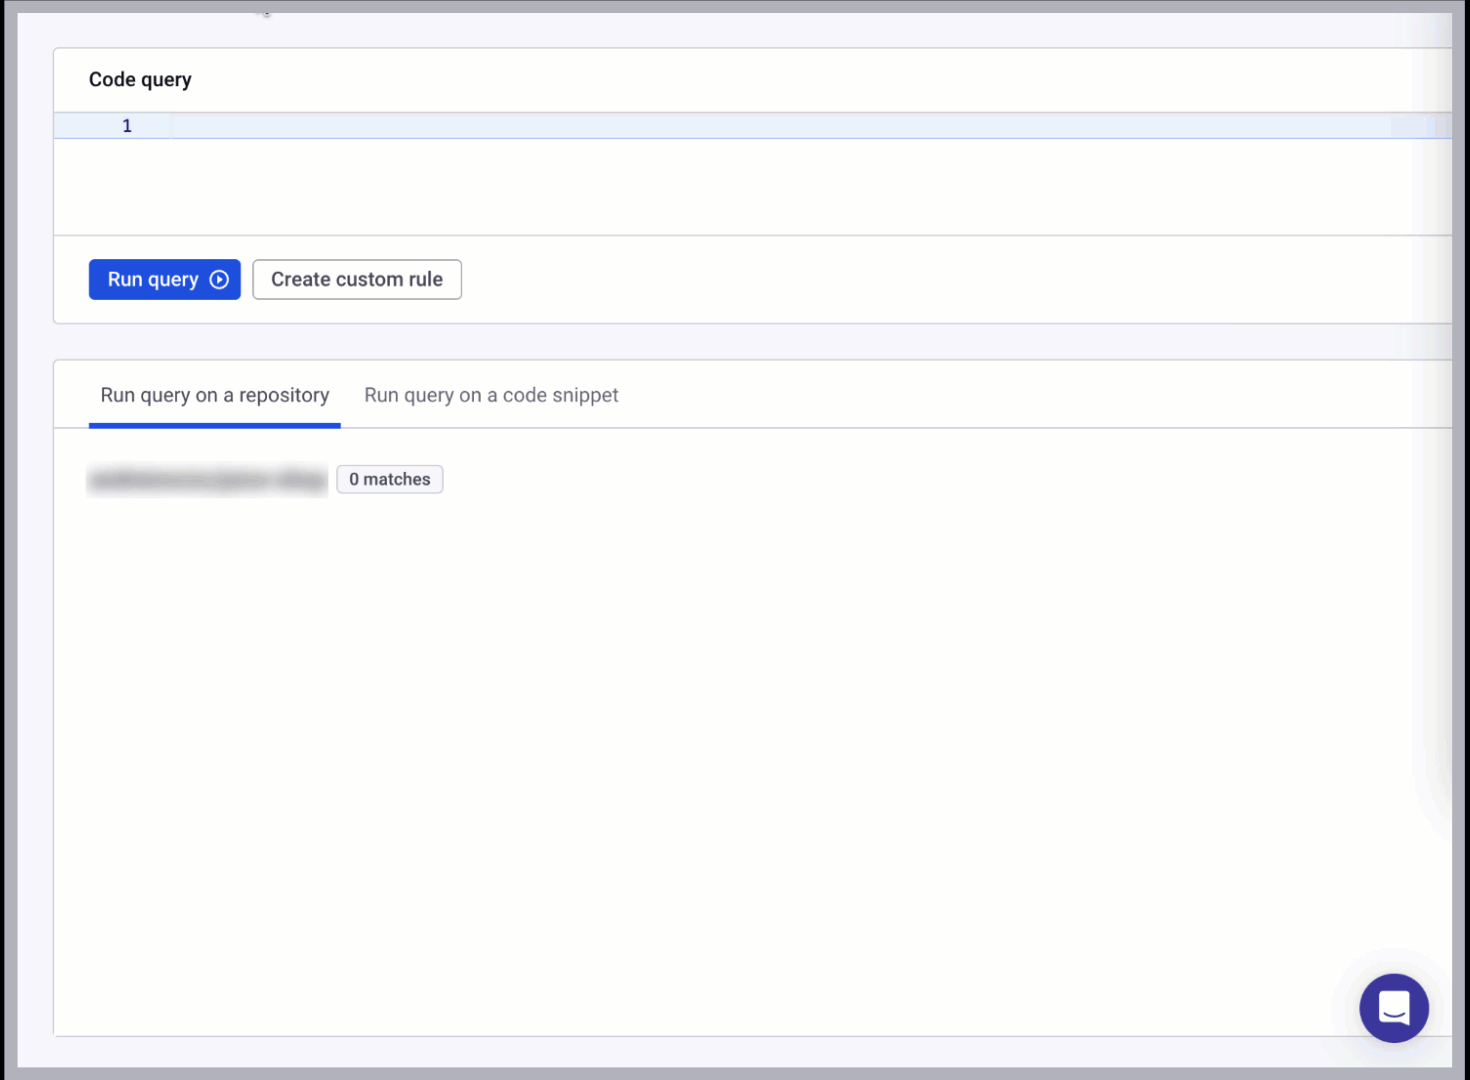 Code query
1
Run query
Create custom rule
Run query on a repository
Run query on a code snippet
0 matches